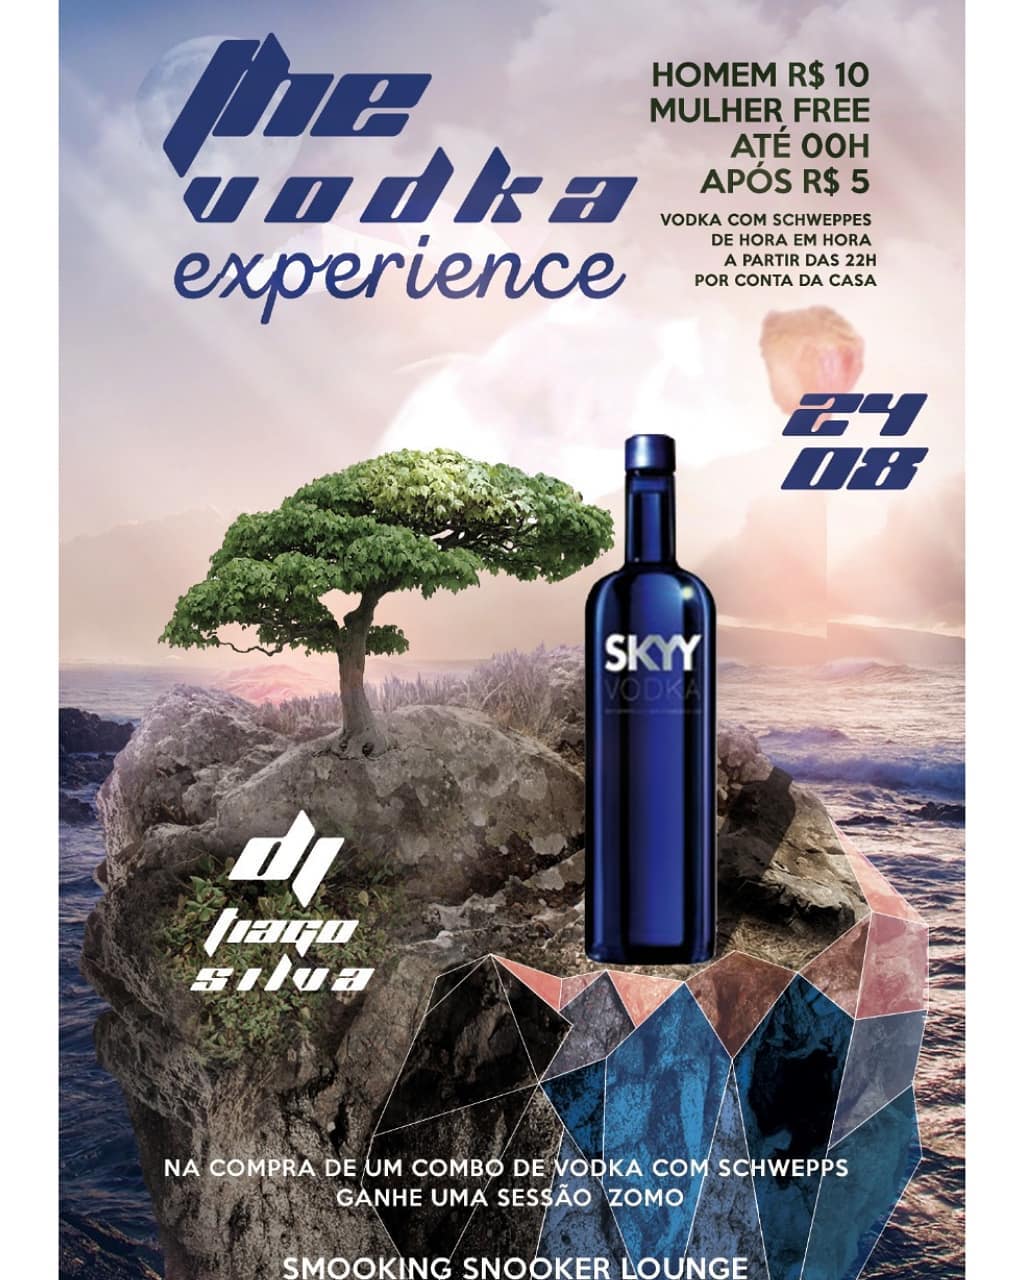 the
vodka
experience
HOMEM R$ 10
MULHER FREE
ATÉ 00H
APÓS R$ 5
VODKA COM SCHWEPPES
DE HORA EM HORA
A PARTIR DAS 22H
POR CONTA DA CASA
24
08
SKYY
VODKA
dj
tiago
silva
NA COMPRA DE UM COMBO DE VODKA COM SCHWEPPS
GANHE UMA SESSÃO ZOMO
SMOOKING SNOOKER LOUNGE